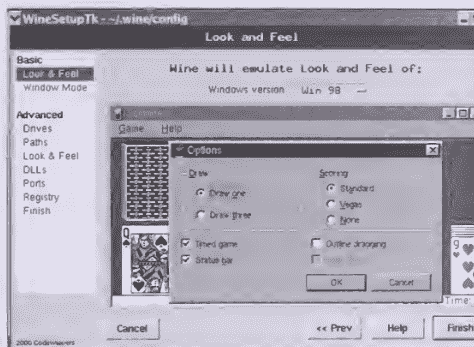 WineSetupTk - ~/.wine/config
Look and Feel
Basic
Look & Feel
Window Mode
Advanced
Drives
Paths
Look & Feel
DLLs
Ports
Registry
Finish
Wine will emulate Look and Feel of:
Windows version Win 98
Game Help
Options
Draw
Draw one
Draw three
Scoring
Standard
Vegas
None
Timed game
Status bar
Outline dragging
OK
Cancel
Q
9
Time:
Cancel
<< Prev
Help
Finish
2000 Codeweavers